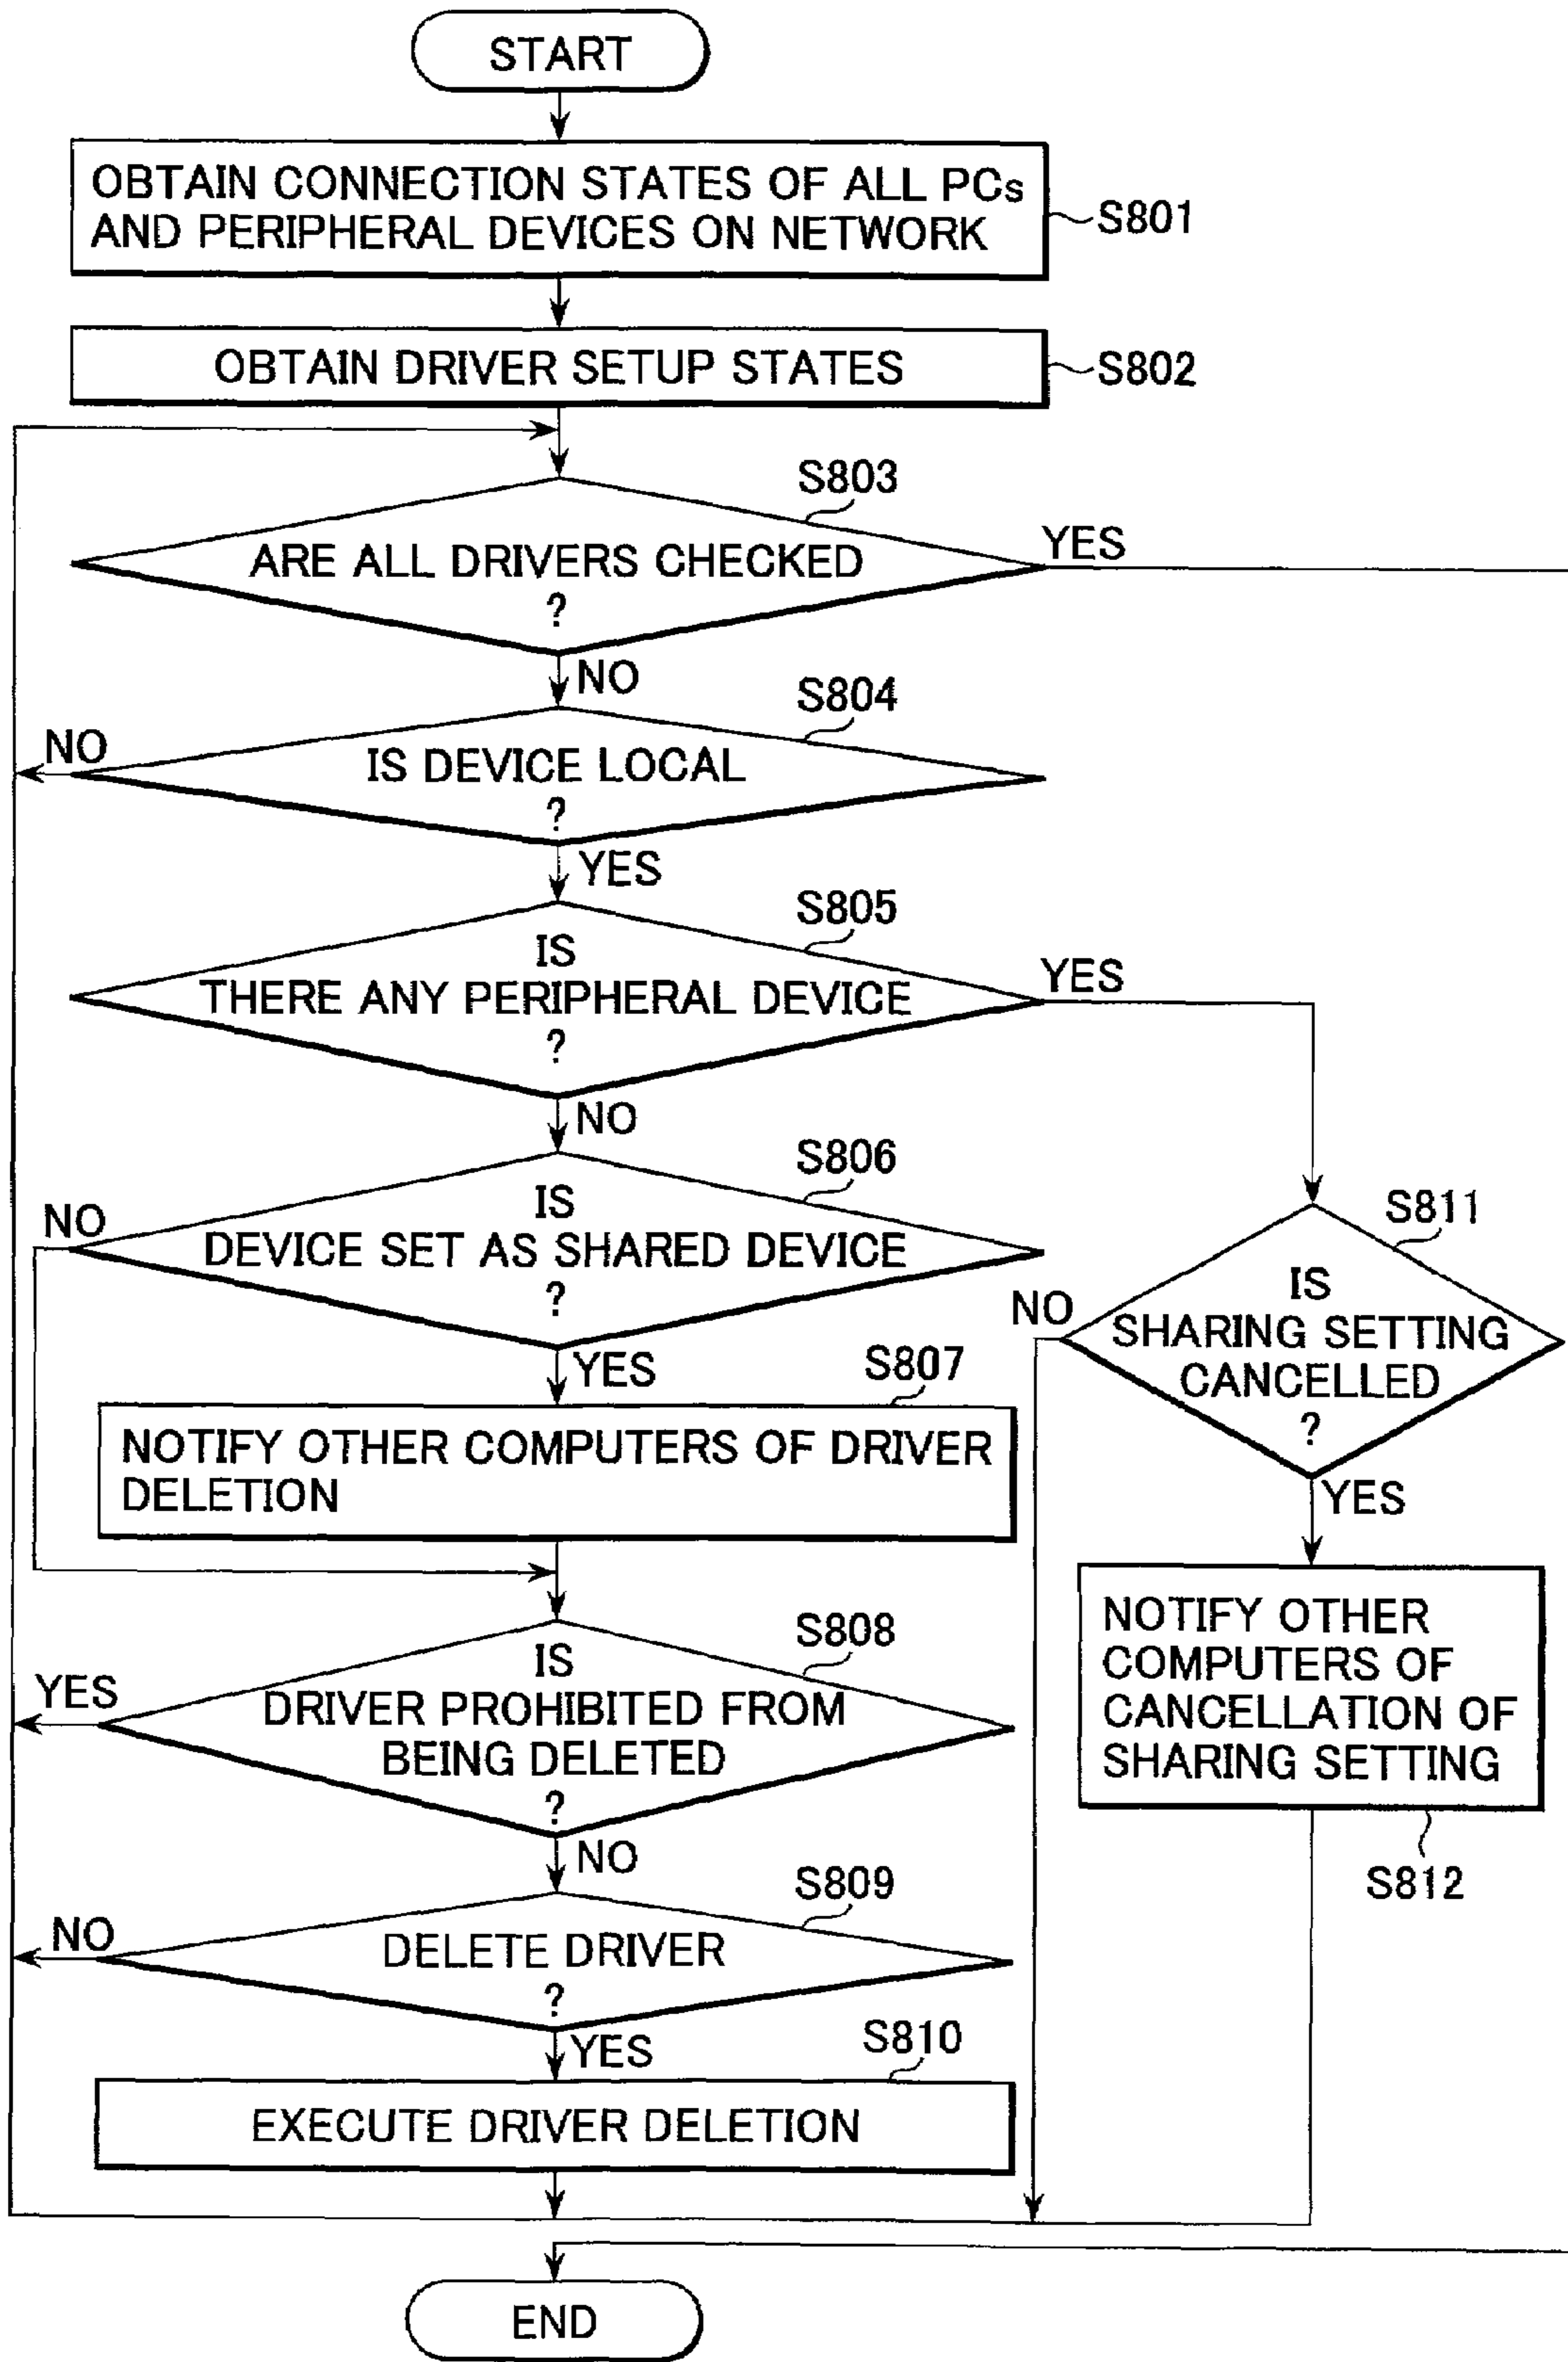 START
OBTAIN CONNECTION STATES OF ALL PCs
AND PERIPHERAL DEVICES ON NETWORK
S801
OBTAIN DRIVER SETUP STATES
S802
S803
ARE ALL DRIVERS CHECKED
?
YES
NO
S804
NO
IS DEVICE LOCAL
?
YES
S805
IS
THERE ANY PERIPHERAL DEVICE
?
YES
NO
S806
NO
IS
DEVICE SET AS SHARED DEVICE
?
YES
S807
NOTIFY OTHER COMPUTERS OF DRIVER
DELETION
S808
YES
IS
DRIVER PROHIBITED FROM
BEING DELETED
?
NO
S809
NO
DELETE DRIVER
?
YES
S810
EXECUTE DRIVER DELETION
S811
NO
IS
SHARING SETTING
CANCELLED
?
YES
NOTIFY OTHER
COMPUTERS OF
CANCELLATION OF
SHARING SETTING
S812
END